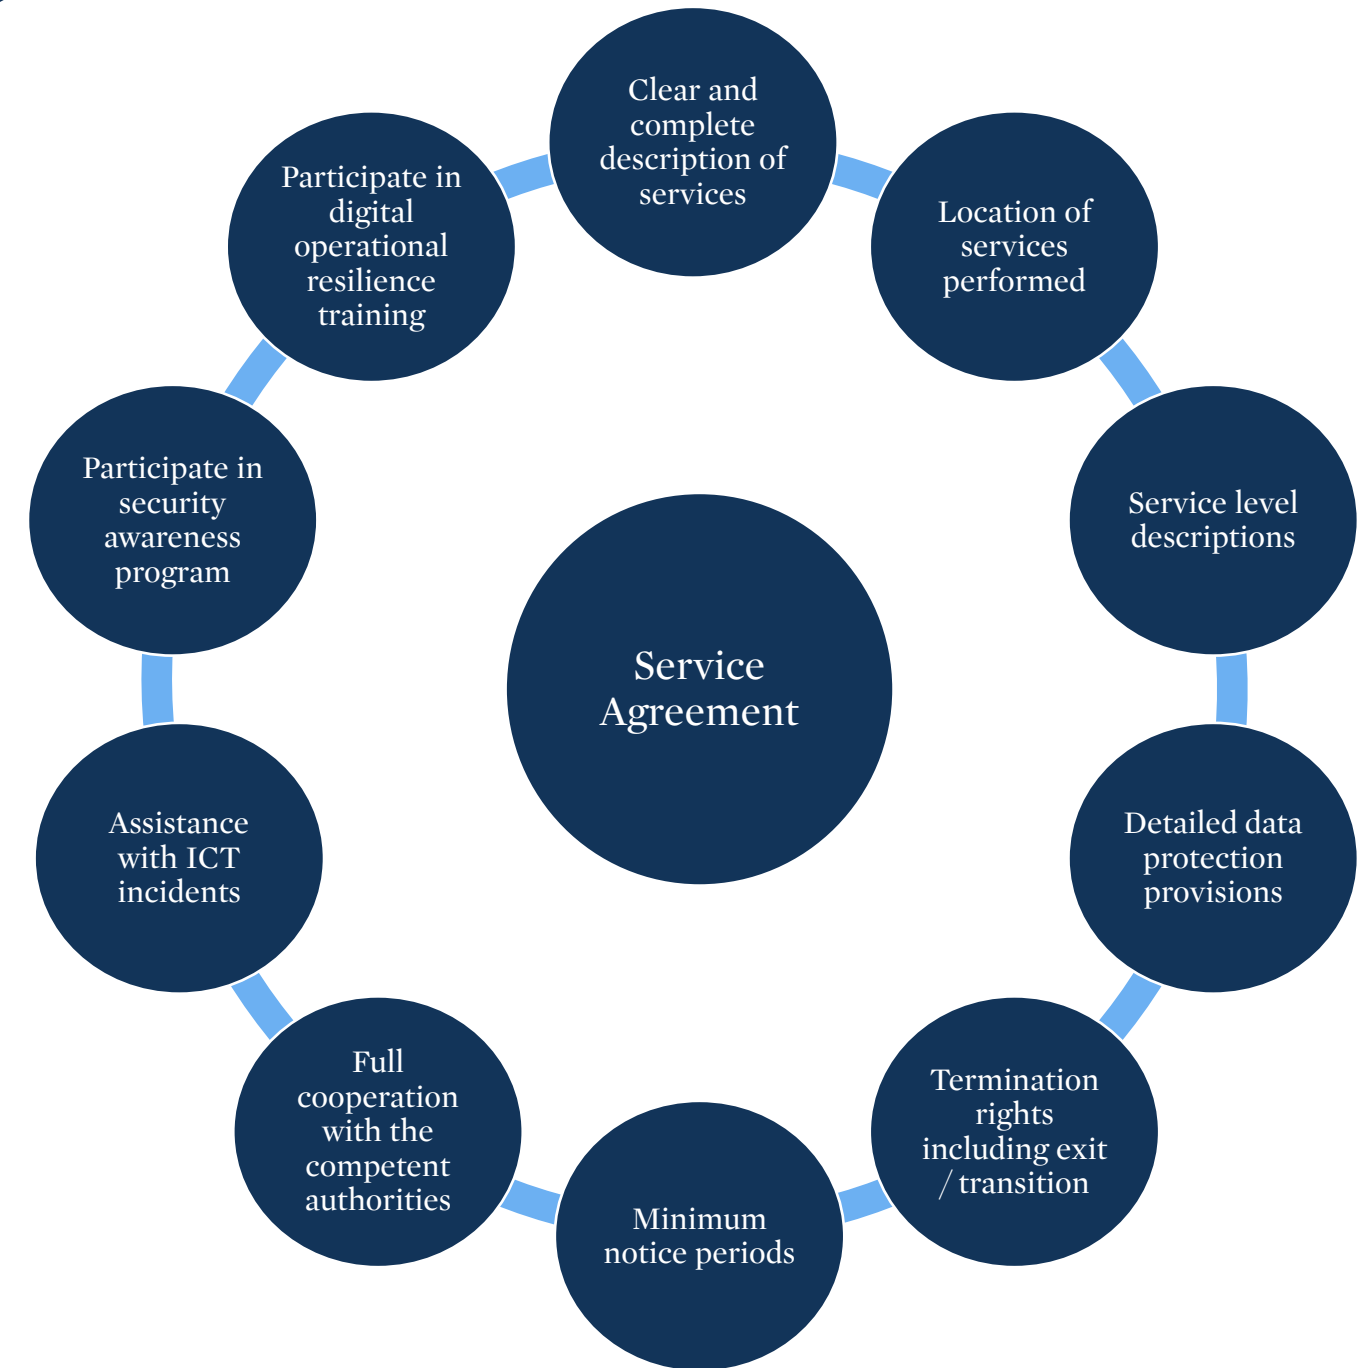 Clear and
complete
description of
services
Location of
services
performed
Service level
descriptions
Detailed data
protection
provisions
Termination
rights
including exit
/ transition
Minimum
notice periods
Full
cooperation
with the
competent
authorities
Assistance
with ICT
incidents
Participate in
security
awareness
program
Participate in
digital
operational
resilience
training
Service
Agreement